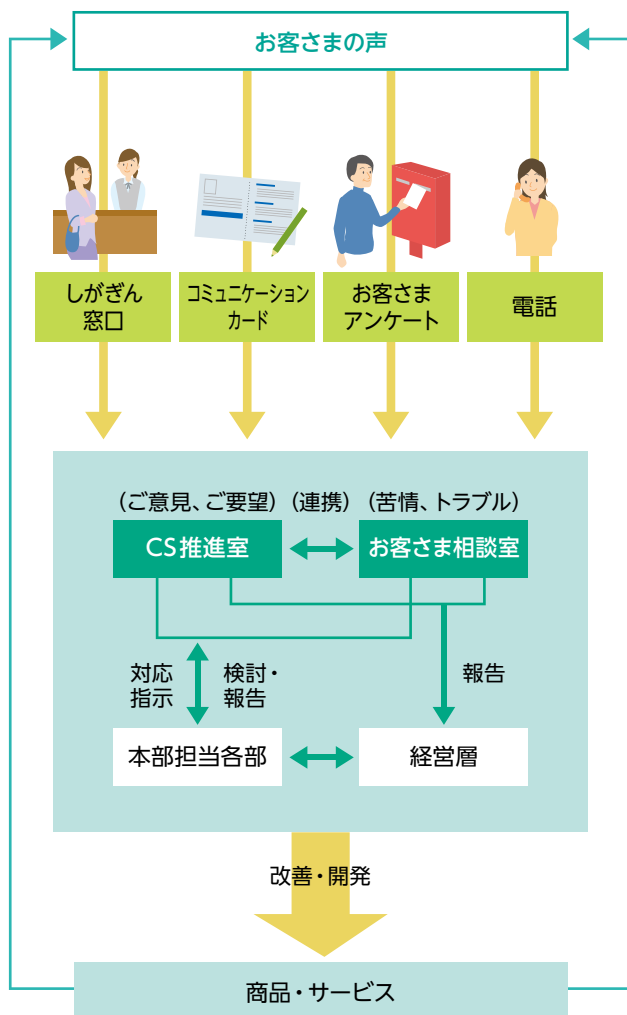 お客さまの声
しがぎん
窓口
コミュニケーション
カード
お客さま
アンケート
電話
(ご意見、ご要望) (連携) (苦情、トラブル)
CS推進室
お客さま相談室
対応
指示
検討・
報告
報告
本部担当各部
経営層
改善・開発
商品・サービス